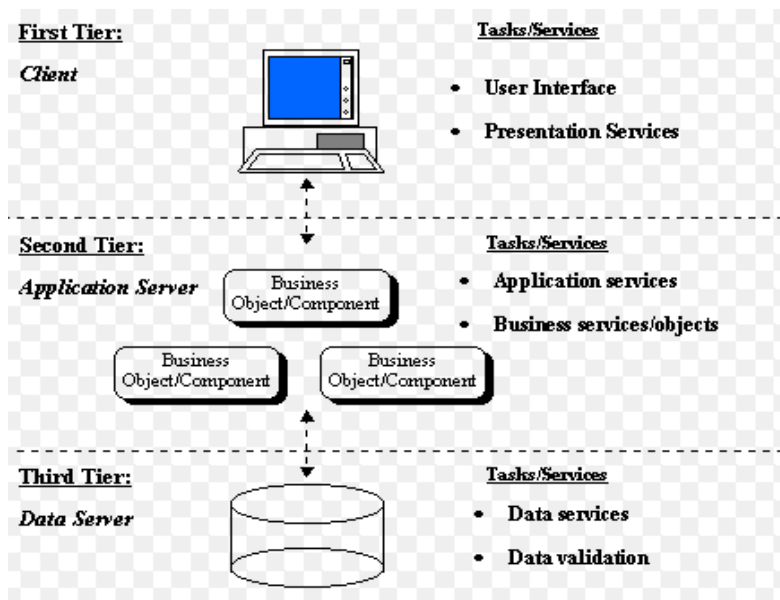 First Tier:
Client
Tasks/Services
• User Interface
• Presentation Services
Second Tier:
Application Server
Business
Object/Component
Business
Object/Component
Business
Object/Component
Tasks/Services
• Application services
• Business services/objects
Third Tier:
Data Server
Tasks/Services
• Data services
• Data validation